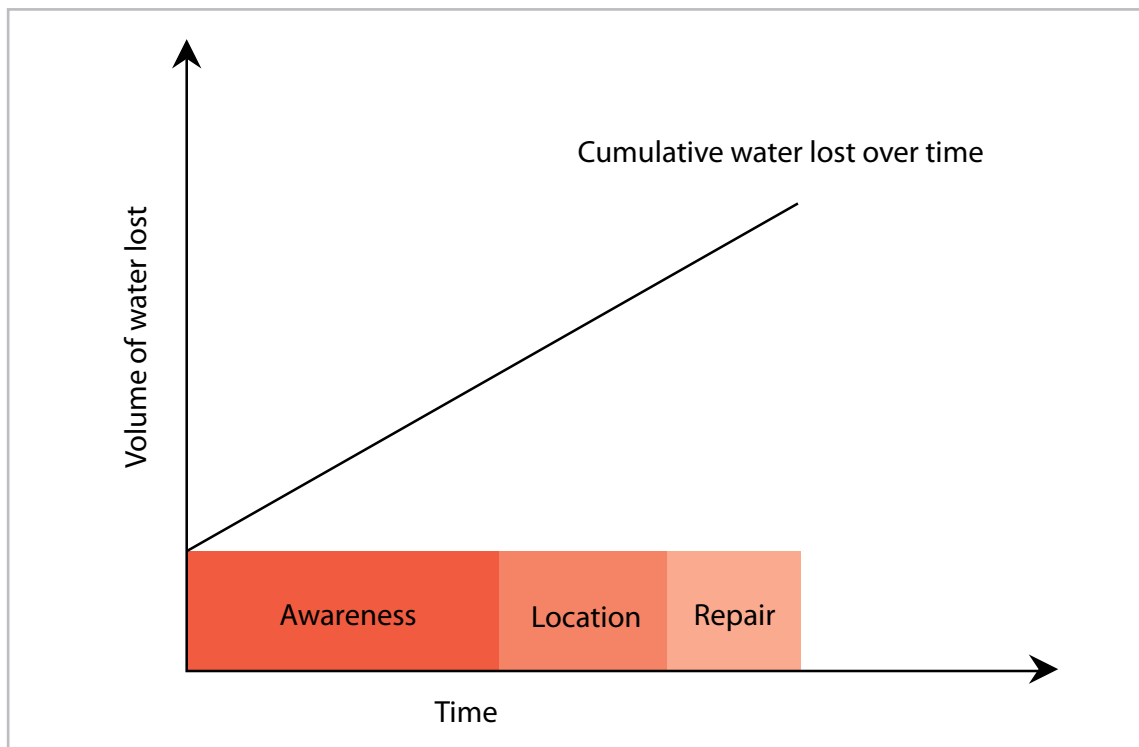 Cumulative water lost over time
Volume of water lost
Awareness
Location
Repair
Time